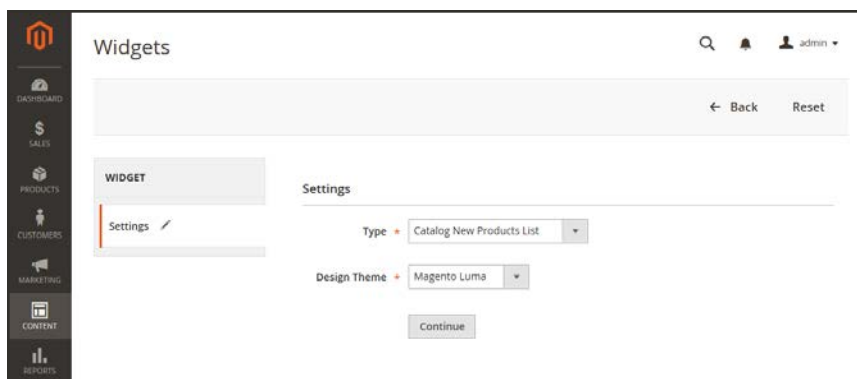 Widgets
admin
DASHBOARD
SALES
PRODUCTS
CUSTOMERS
MARKETING
CONTENT
REPORTS
← Back
Reset
WIDGET
Settings
Settings
Type * Catalog New Products List
Design Theme * Magento Luma
Continue